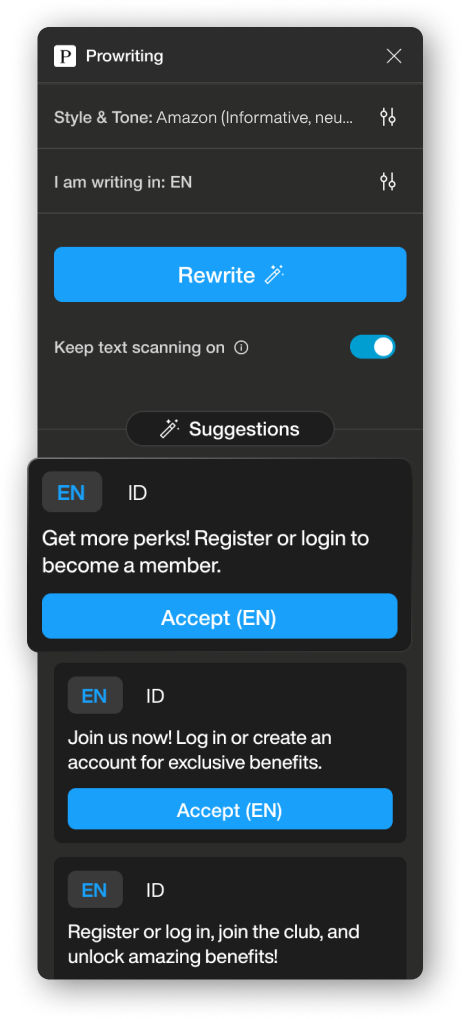 P Prowriting
Style & Tone: Amazon (Informative, neu...
I am writing in: EN
Rewrite
Keep text scanning on
Suggestions
EN ID
Get more perks! Register or login to
become a member.
Accept (EN)
EN ID
Join us now! Log in or create an
account for exclusive benefits.
Accept (EN)
EN ID
Register or log in, join the club, and
unlock amazing benefits!